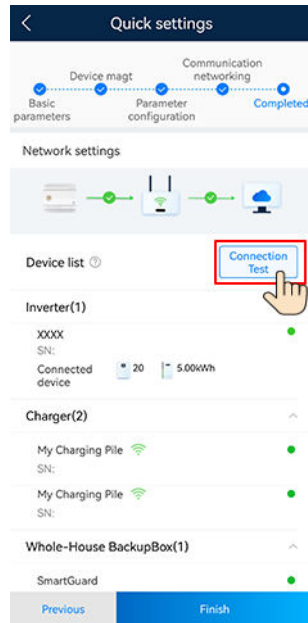 Quick settings
Communication
Device magt networking
Basic Parameter Completed
parameters configuration
Network settings
Device list ?
Connection
Test
Inverter(1)
XXXX
SN:
Connected 20 5.00kWh
device
Charger(2)
My Charging Pile
SN:
My Charging Pile
SN:
Whole-House BackupBox(1)
SmartGuard
Previous Finish